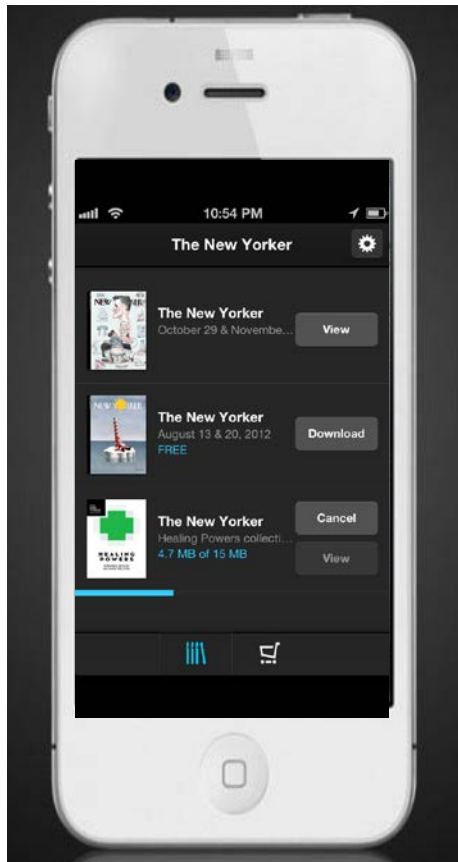 10:54 PM
The New Yorker
The New Yorker
October 29 & Novembe...
View
The New Yorker
August 13 & 20, 2012
FREE
Download
The New Yorker
Healing Powers collecti...
4.7 MB of 15 MB
Cancel
View
HEALING
POWERS